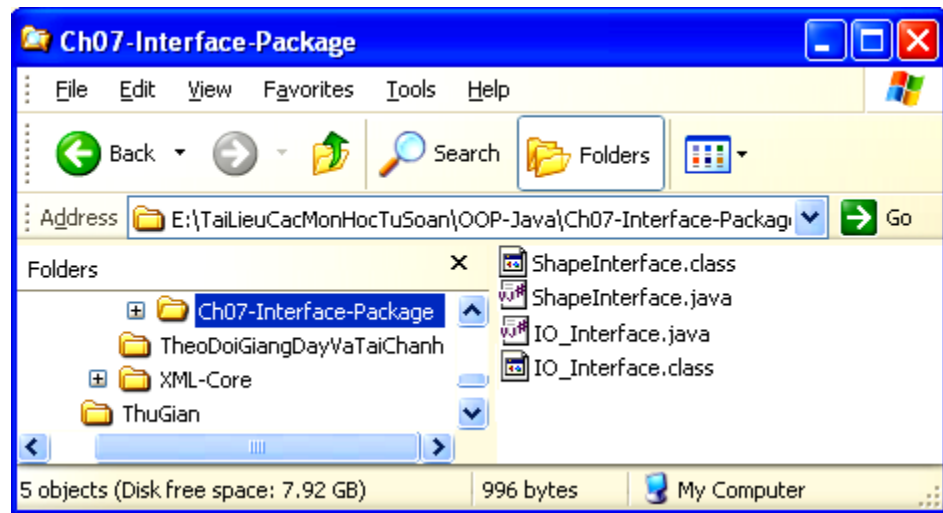 Ch07-Interface-Package
File Edit View Favorites Tools Help
Back Search Folders
Address E:\TaiLieuCacMonHocTuSoan\OOP-Java\Ch07-Interface-Packag Go
Folders
Ch07-Interface-Package
TheoDoiGiangDayVaTaiChanh
XML-Core
ThuGian
ShapeInterface.class
ShapeInterface.java
IO_Interface.java
IO_Interface.class
5 objects (Disk free space: 7.92 GB) 996 bytes My Computer